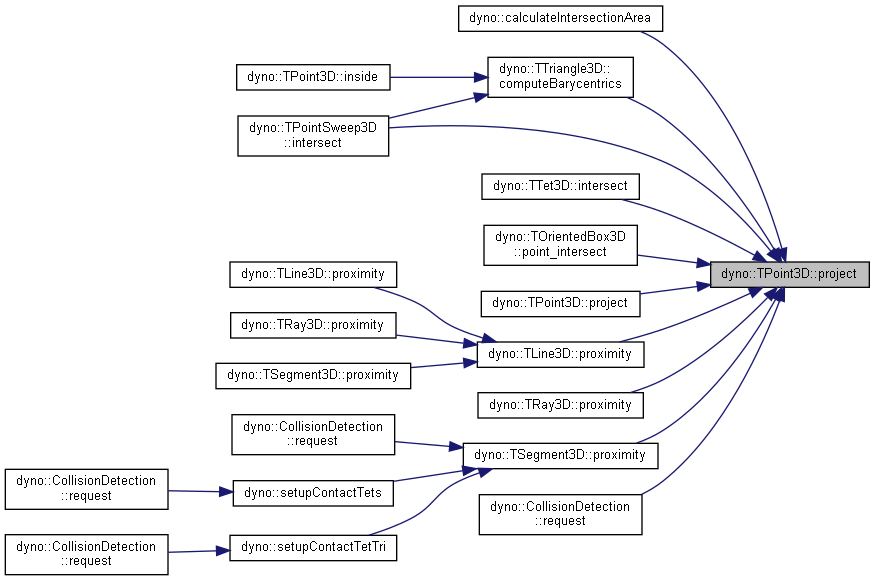 dyno::calculateIntersectionArea
dyno::TPoint3D::inside
dyno::TTriangle3D::
computeBarycentrics
dyno::TPointSweep3D
::intersect
dyno::TTet3D::intersect
dyno::TOrientedBox3D
::point_intersect
dyno::TPoint3D::project
dyno::TLine3D::proximity
dyno::TPoint3D::project
dyno::TRay3D::proximity
dyno::TLine3D::proximity
dyno::TSegment3D::proximity
dyno::TRay3D::proximity
dyno::CollisionDetection
::request
dyno::TSegment3D::proximity
dyno::CollisionDetection
::request
dyno::setupContactTets
dyno::CollisionDetection
::request
dyno::CollisionDetection
::request
dyno::setupContactTetTri